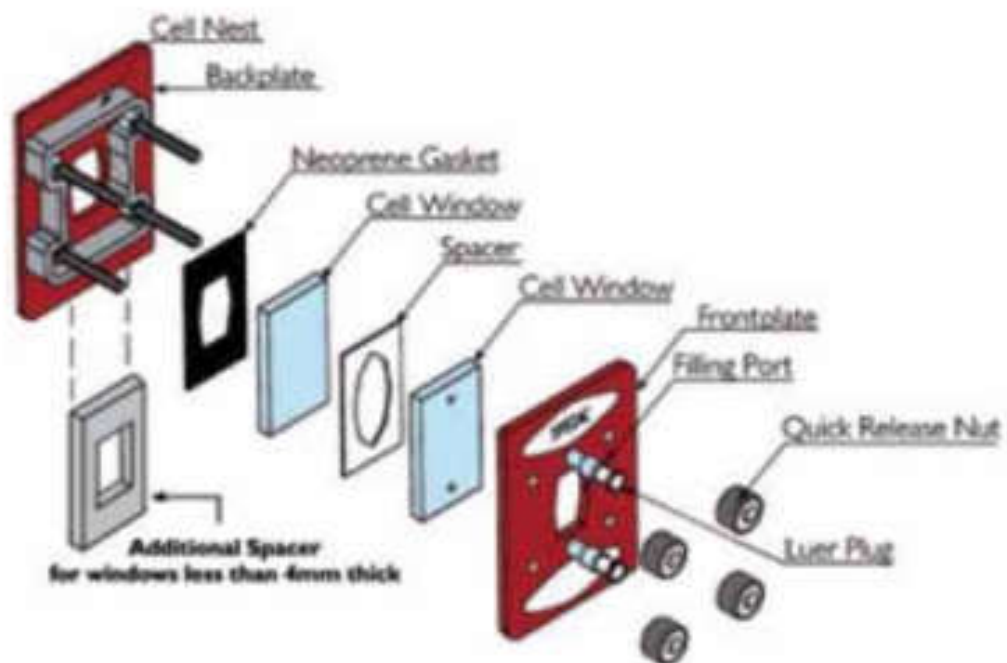 Cell Nest
Backplate
Neoprene Gasket
Cell Window
Spacer
Cell Window
Frontplate
Filling Port
Quick Release Nut
Luer Plug
Additional Spacer
for windows less than 4mm thick